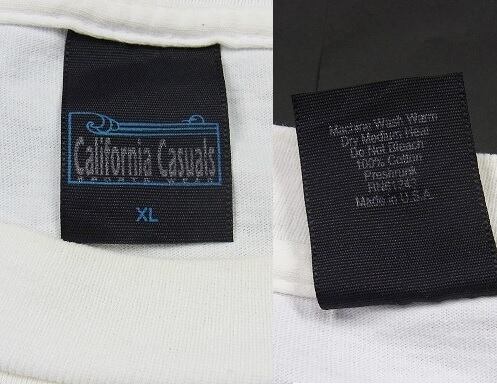 California Casuals
XL
Machine Wash Warm
Dry Medium Heat
Do Not Bleach
100% Cotton
Preshrunk
Made in U.S.A.